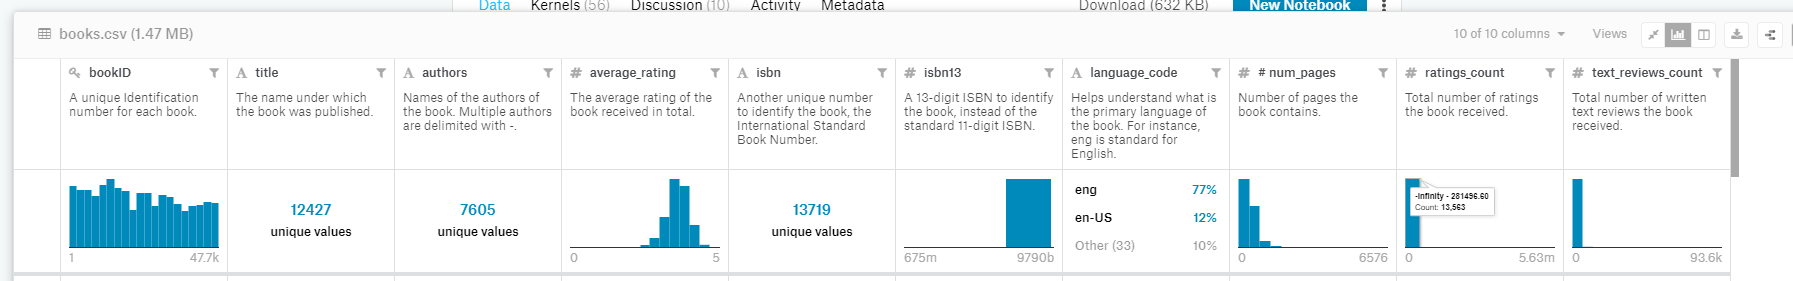 Data Kernels (56) Discussion (10) Activity Metadata Download (632 KB) New Notebook
books.csv (1.47 MB) 10 of 10 columns Views
bookID
A unique Identification
number for each book.
1 47.7k
title
The name under which
the book was published.
12427
unique values
authors
Names of the authors of
the book. Multiple authors
are delimited with -.
7605
unique values
average_rating
The average rating of the
book received in total.
0 5
isbn
Another unique number
to identify the book, the
International Standard
Book Number.
13719
unique values
isbn13
A 13-digit ISBN to identify
the book, instead of the
standard 11-digit ISBN.
675m 9790b
language_code
Helps understand what is
the primary language of
the book. For instance,
eng is standard for
English.
eng 77%
en-US 12%
Other (33) 10%
# num_pages
Number of pages the
book contains.
0 6576
ratings_count
Total number of ratings
the book received.
-Infinity - 281496.60
Count: 13,563
0 5.63m
text_reviews_count
Total number of written
text reviews the book
received.
0 93.6k